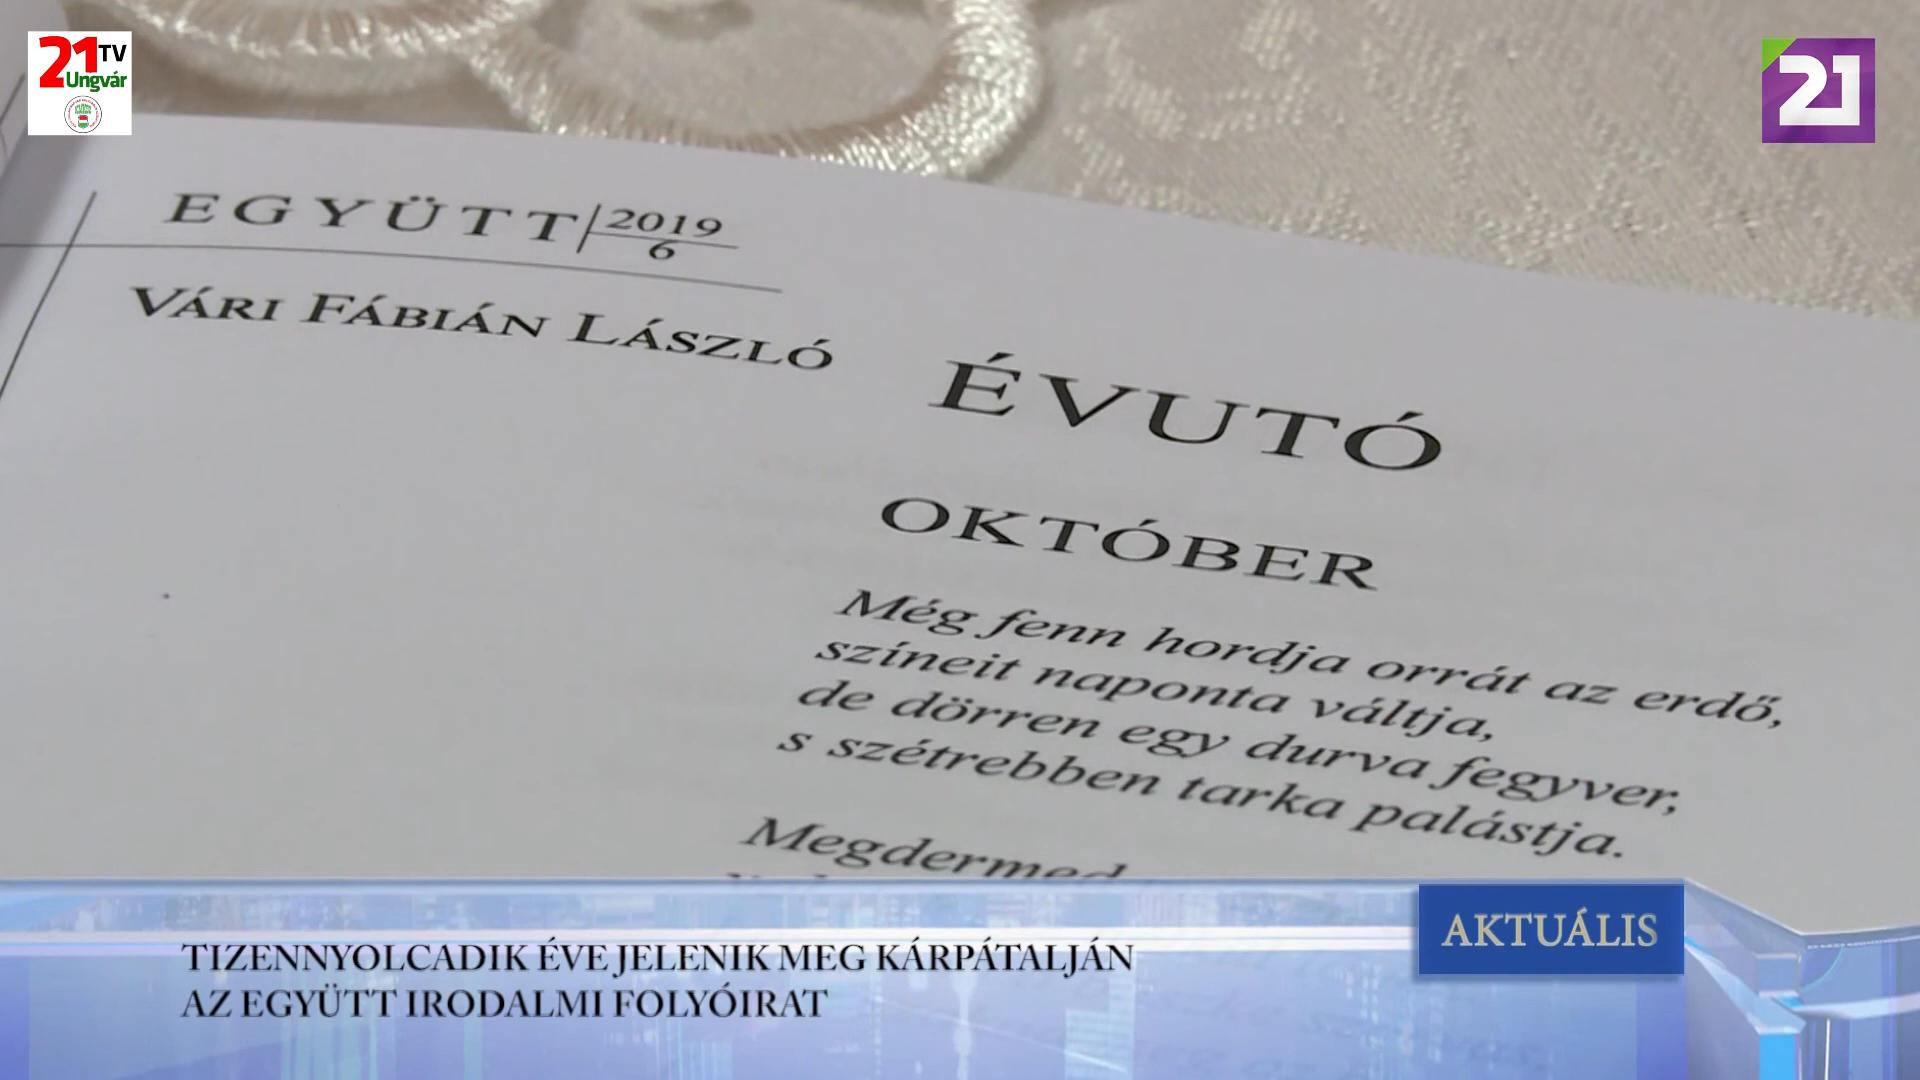 21 TV
Ungvár
21
EGYÜTT 2019
6
VÁRI FÁBIÁN LÁSZLÓ
ÉVUTÓ
OKTÓBER
Még fenn hordja orrát az erdő,
színeit naponta váltja,
de dörren egy durva fegyver,
s szétrebben tarka palástja.
Megdermed
AKTUÁLIS
TIZENNYOLCADIK ÉVE JELENIK MEG KÁRPÁTALJÁN
AZ EGYÜTT IRODALMI FOLYÓIRAT